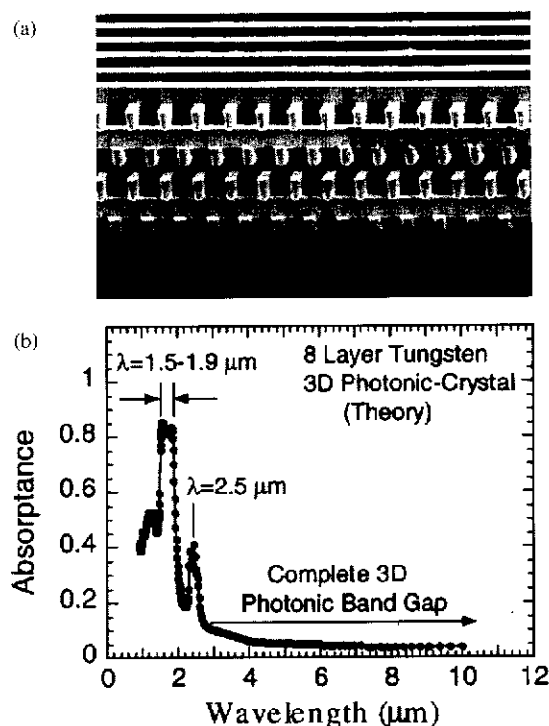 (a)
(b)
λ=1.5-1.9 μm
8 Layer Tungsten
3D Photonic-Crystal
(Theory)
λ=2.5 μm
Complete 3D
Photonic Band Gap
Absorptance
1
0.8
0.6
0.4
0.2
0
0 2 4 6 8 10 12
Wavelength (μm)